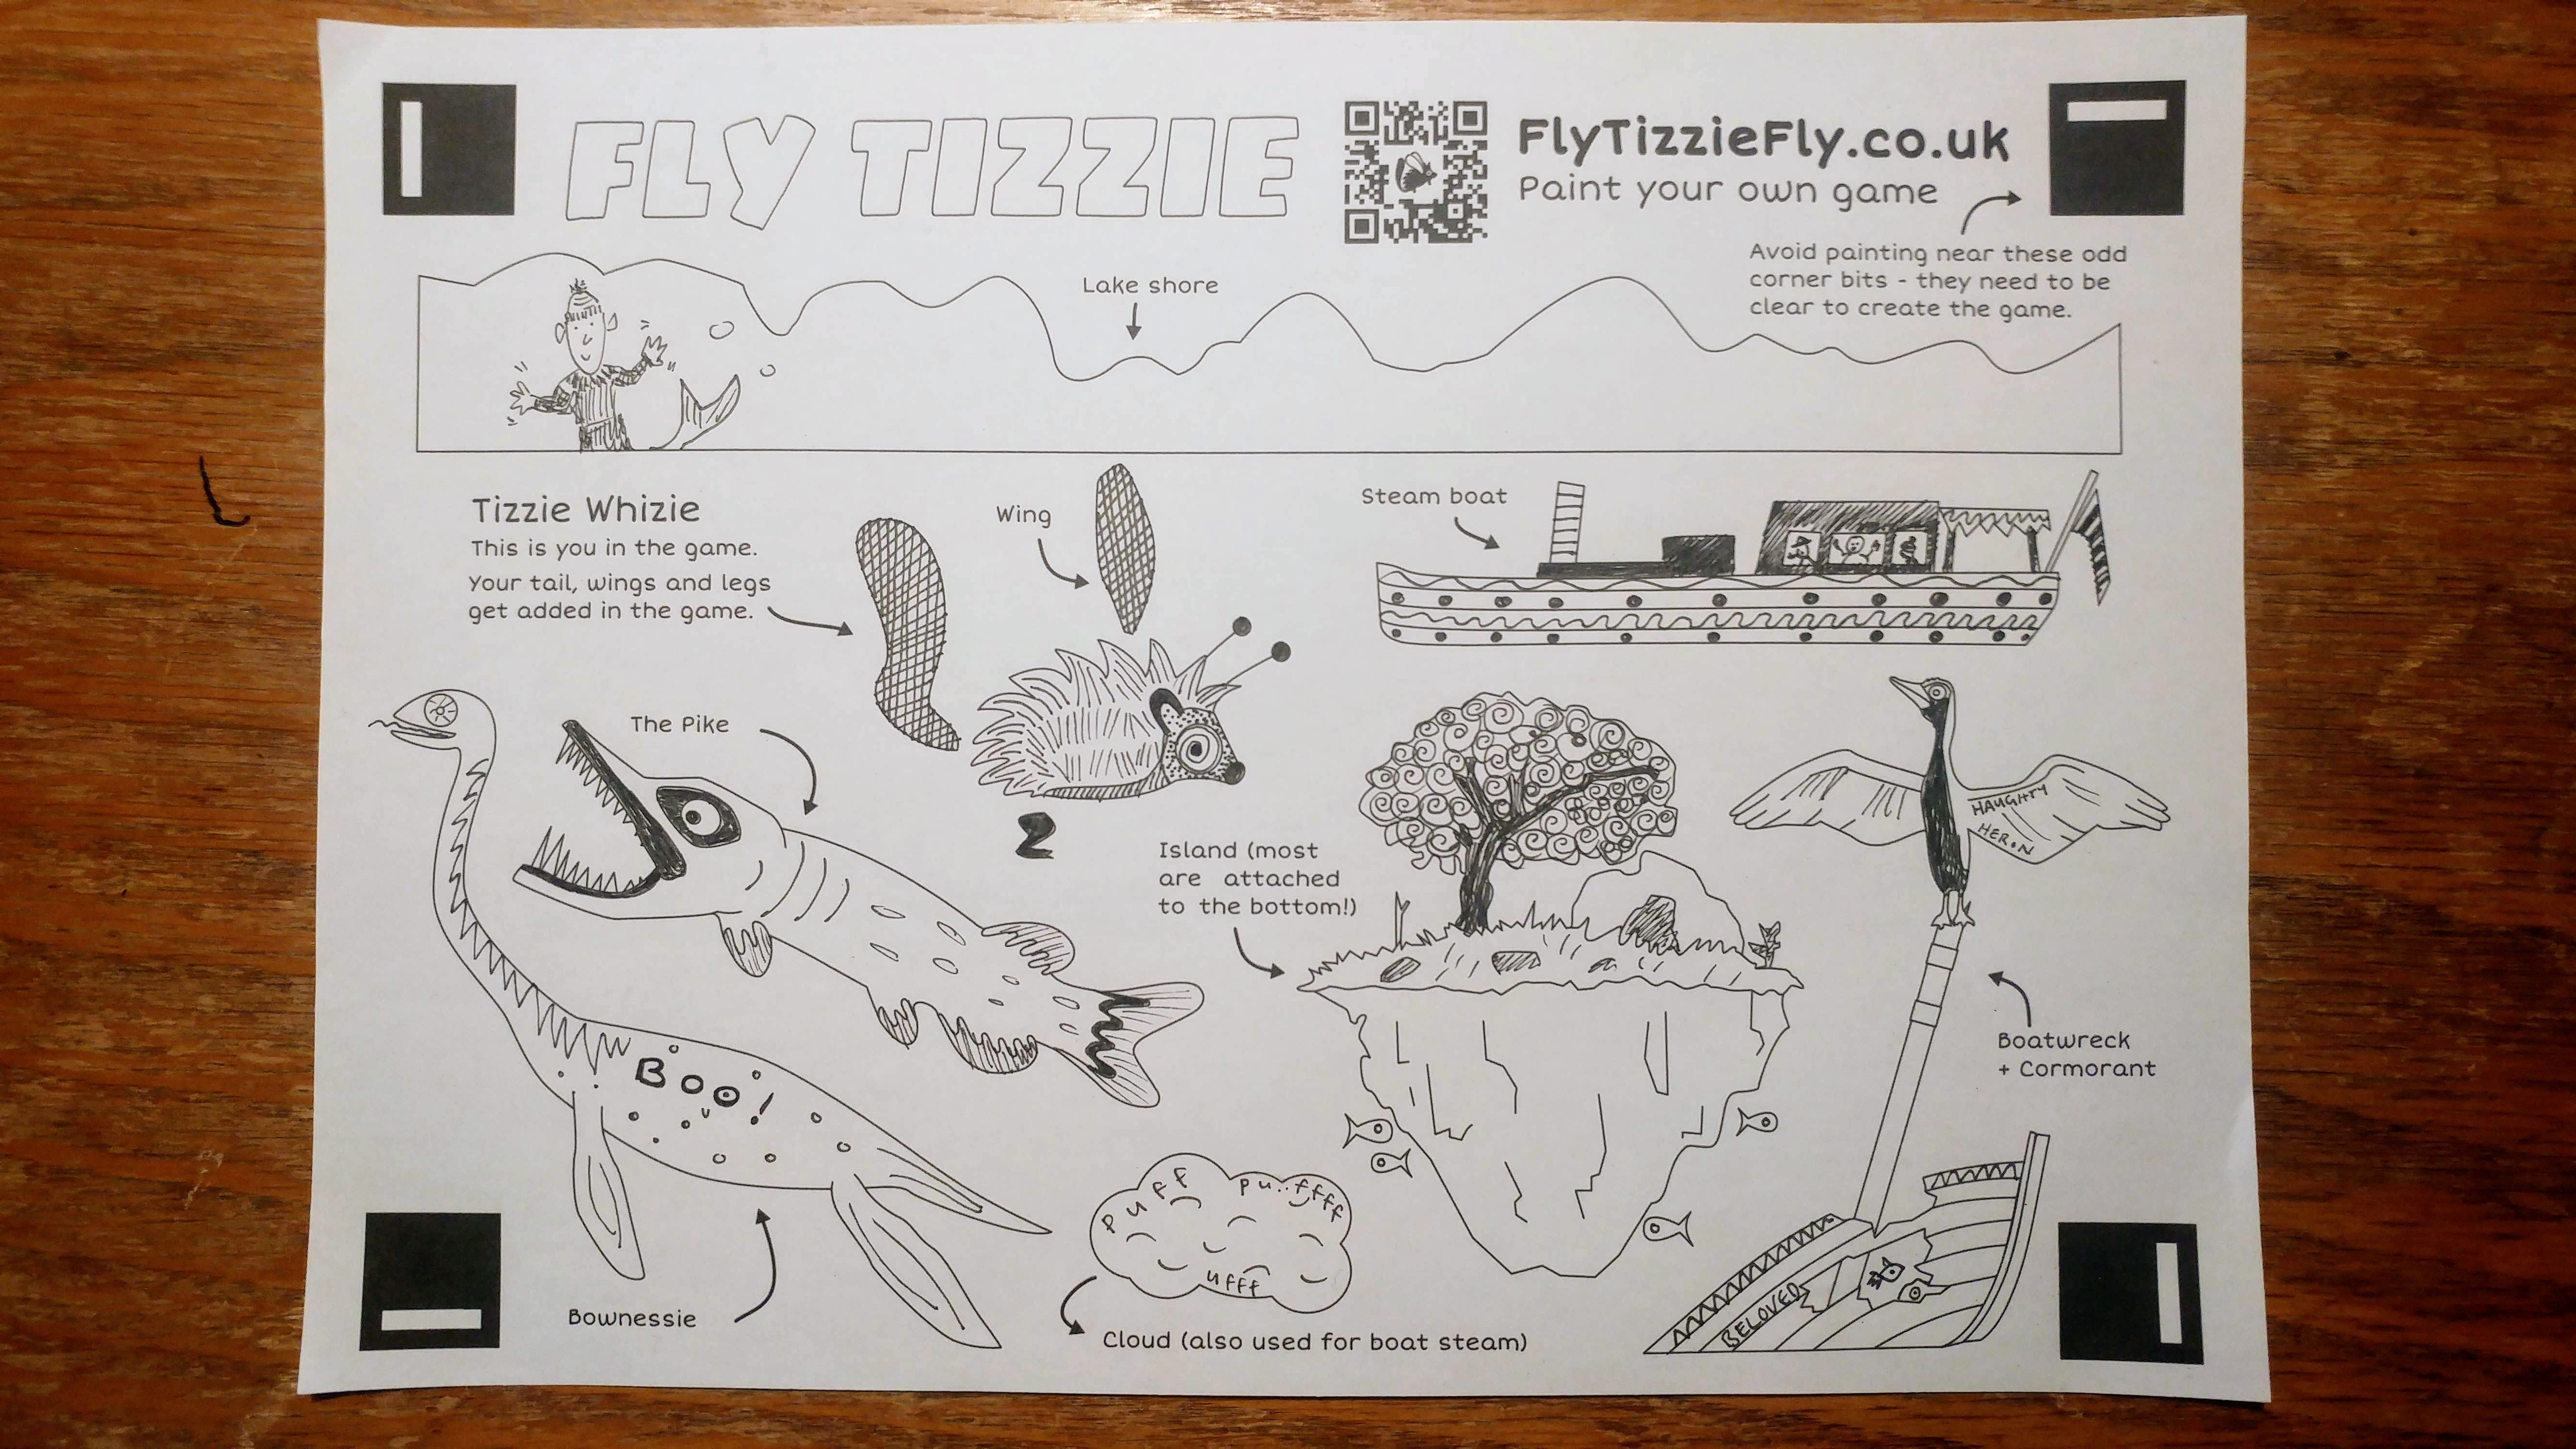 FLY TIZZIE
FlyTizzieFly.co.uk
Paint your own game
Avoid painting near these odd
corner bits - they need to be
clear to create the game.
Lake shore
Tizzie Whizie
This is you in the game.
Your tail, wings and legs
get added in the game.
Wing
Steam boat
The Pike
2
Island (most
are attached
to the bottom!)
HAUGHTY
HERON
Boatwreck
+ Cormorant
Boo!
puff
pu..ffff
ufff
BELOVED
Bownessie
Cloud (also used for boat steam)